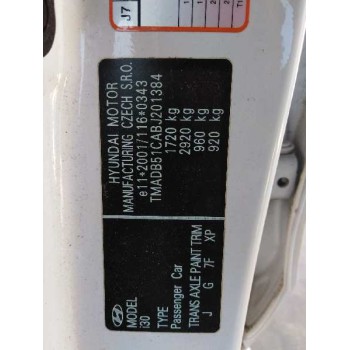 HYUNDAI MOTOR
MANUFACTURING CZECH S.R.O.
e11*2001/116*0343
TMADB51CABJ201384
1720 kg
2920 kg
960 kg
920 kg
MODEL
i30
TYPE
Passenger Car
TRANS AXLE PAINT TRIM
J G 7F XP
J7